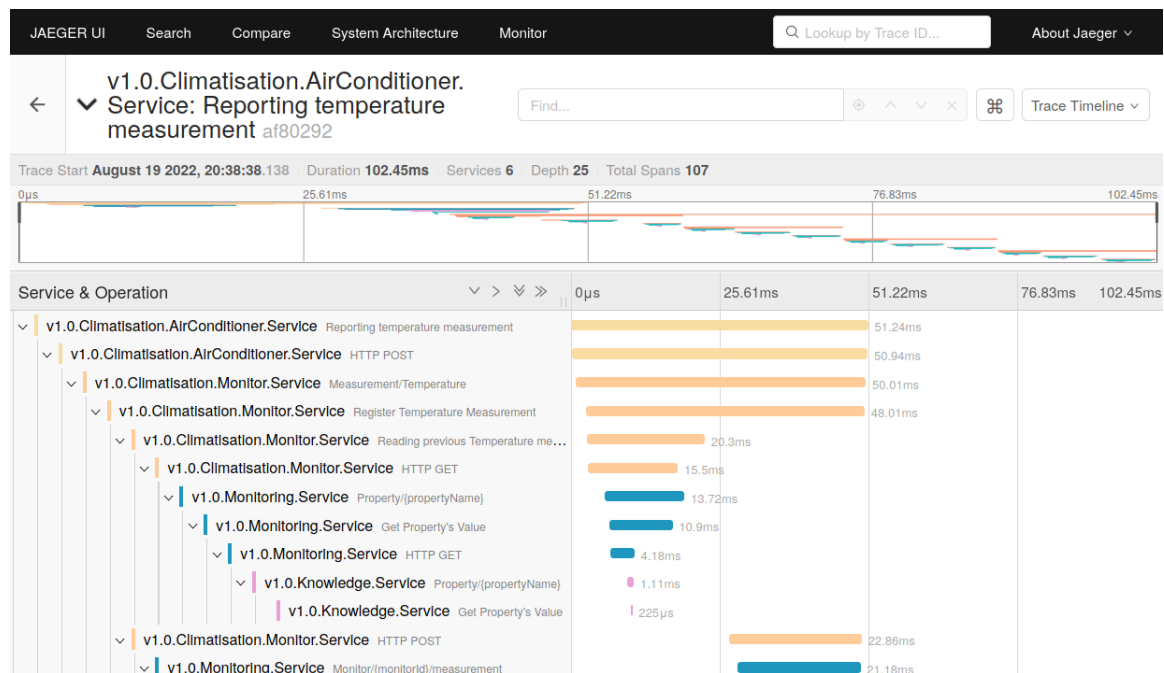 JAEGER UI Search Compare System Architecture Monitor Lookup by Trace ID... About Jaeger
v1.0.Climatisation.AirConditioner.
Service: Reporting temperature
measurement af80292
Find...
⌘
Trace Timeline
Trace Start August 19 2022, 20:38:38.138 Duration 102.45ms Services 6 Depth 25 Total Spans 107
0μs 25.61ms 51.22ms 76.83ms 102.45ms
Service & Operation 0μs 25.61ms 51.22ms 76.83ms 102.45ms
v1.0.Climatisation.AirConditioner.Service Reporting temperature measurement 51.24ms
v1.0.Climatisation.AirConditioner.Service HTTP POST 50.94ms
v1.0.Climatisation.Monitor.Service Measurement/Temperature 50.01ms
v1.0.Climatisation.Monitor.Service Register Temperature Measurement 48.01ms
v1.0.Climatisation.Monitor.Service Reading previous Temperature me... 20.3ms
v1.0.Climatisation.Monitor.Service HTTP GET 15.5ms
v1.0.Monitoring.Service Property/{propertyName} 13.72ms
v1.0.Monitoring.Service Get Property's Value 10.9ms
v1.0.Monitoring.Service HTTP GET 4.18ms
v1.0.Knowledge.Service Property/{propertyName} 1.11ms
v1.0.Knowledge.Service Get Property's Value 225μs
v1.0.Climatisation.Monitor.Service HTTP POST 22.86ms
v1.0.Monitoring.Service Monitor/{monitorId}/measurement 21.18ms